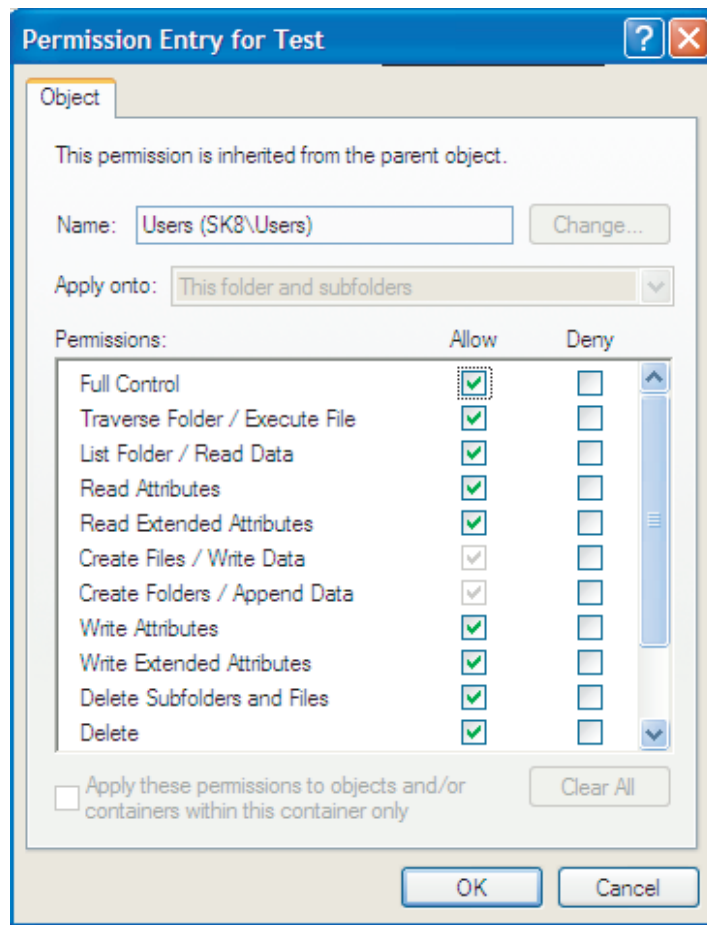 Permission Entry for Test
Object
This permission is inherited from the parent object.
Name: Users (SK8\Users) Change...
Apply onto: This folder and subfolders
Permissions: Allow Deny
Full Control
Traverse Folder / Execute File
List Folder / Read Data
Read Attributes
Read Extended Attributes
Create Files / Write Data
Create Folders / Append Data
Write Attributes
Write Extended Attributes
Delete Subfolders and Files
Delete
Apply these permissions to objects and/or Clear All
containers within this container only
OK Cancel